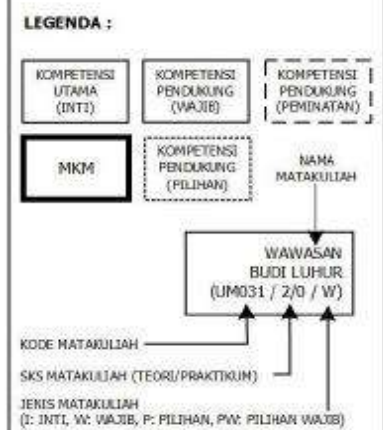 LEGENDA :
KOMPETENSI
UTAMA
(INTI)
KOMPETENSI
PENDUKUNG
(WAJIB)
KOMPETENSI
PENDUKUNG
(PEMINATAN)
MKM
KOMPETENSI
PENDUKUNG
(PILIHAN)
NAMA
MATAKULIAH
WAWASAN
BUDI LUHUR
(UM031 / 2/0 / W)
KODE MATAKULIAH
SKS MATAKULIAH (TEORI/PRAKTIKUM)
JENIS MATAKULIAH
(I: INTI, W: WAJIB, P: PILIHAN, PW: PILIHAN WAJIB)